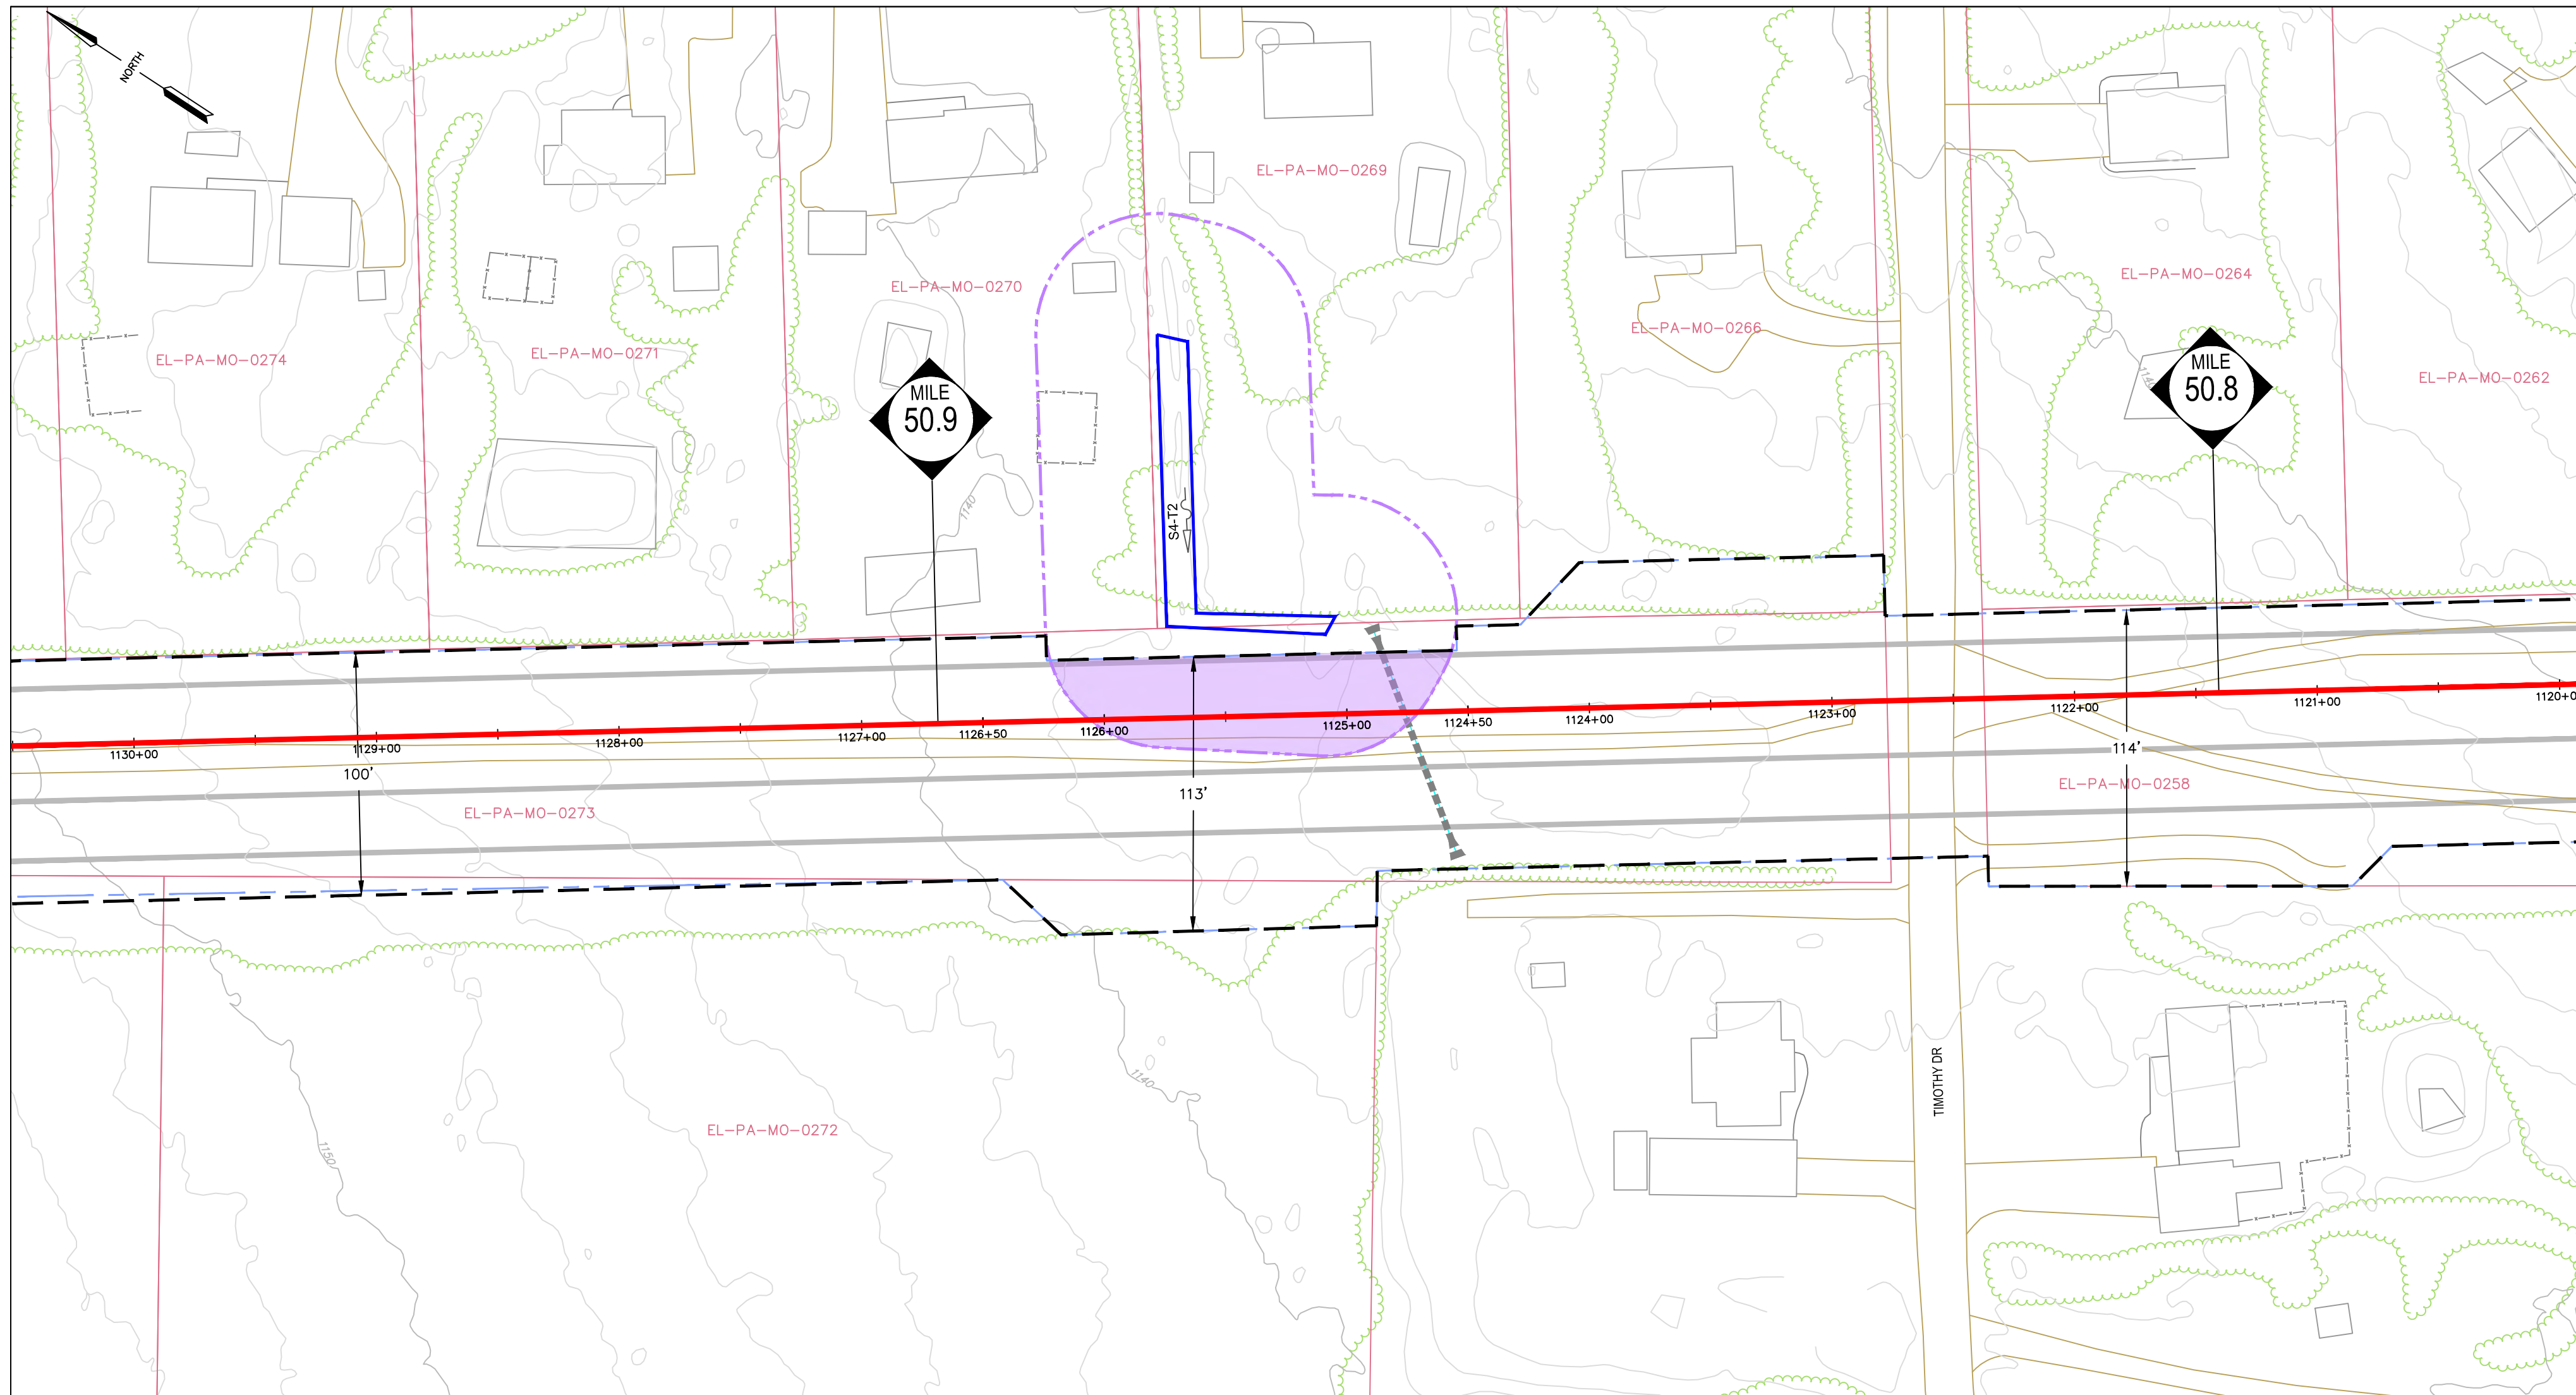 NORTH
EL-PA-MO-0269
EL-PA-MO-0264
EL-PA-MO-0270
EL-PA-MO-0266
EL-PA-MO-0271
EL-PA-MO-0274
EL-PA-MO-0262
MILE
50.9
MILE
50.8
1140
1140
S4-T2
1130+00
1129+00
1128+00
1127+00
1126+50
1126+00
1125+00
1124+50
1124+00
1123+00
1122+00
1121+00
1120+0
100'
113'
114'
EL-PA-MO-0273
EL-PA-MO-0258
TIMOTHY DR
1140
EL-PA-MO-0272
1150